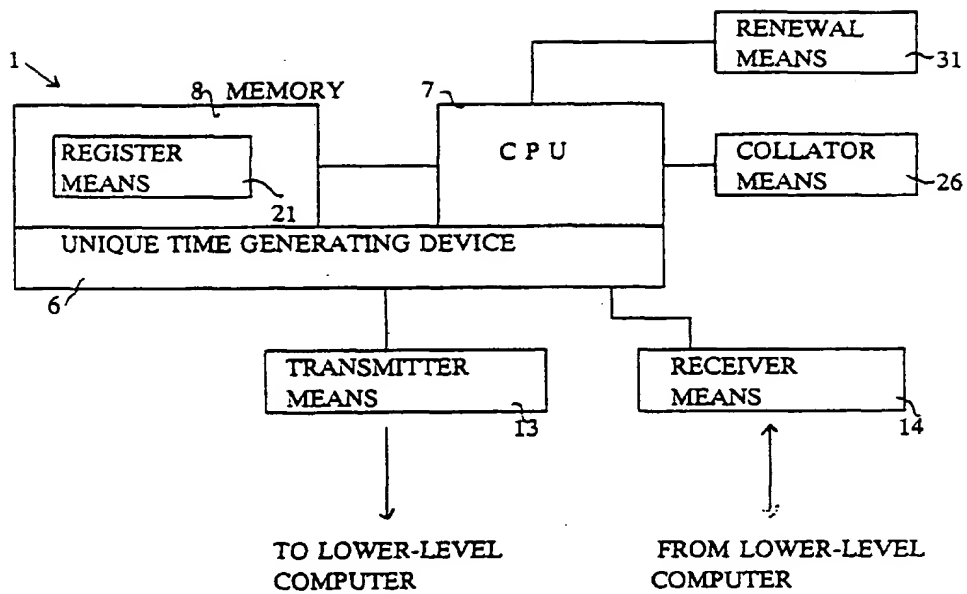 RENEWAL
MEANS
31
1
8 MEMORY
7
REGISTER
MEANS
21
C P U
COLLATOR
MEANS
26
UNIQUE TIME GENERATING DEVICE
6
TRANSMITTER
MEANS
13
RECEIVER
MEANS
14
TO LOWER-LEVEL
COMPUTER
FROM LOWER-LEVEL
COMPUTER